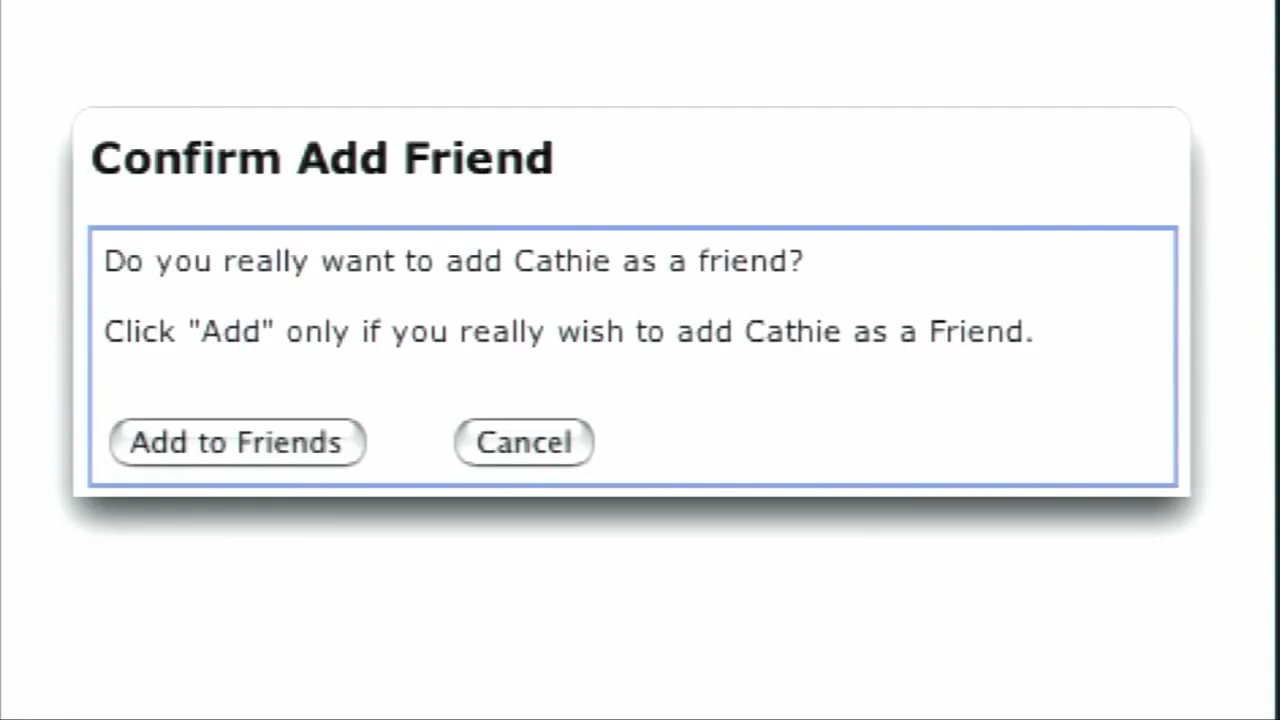 Confirm Add Friend
Do you really want to add Cathie as a friend?
Click "Add" only if you really wish to add Cathie as a Friend.
Add to Friends Cancel